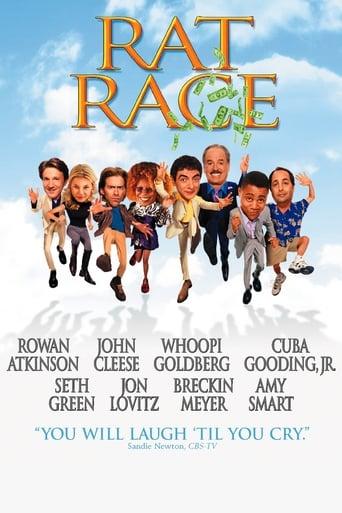 RAT
RACE
ROWAN JOHN WHOOPI CUBA
ATKINSON CLEESE GOLDBERG GOODING, JR.
SETH JON BRECKIN AMY
GREEN LOVITZ MEYER SMART
"YOU WILL LAUGH 'TIL YOU CRY."
Sandie Newton, CBS-TV